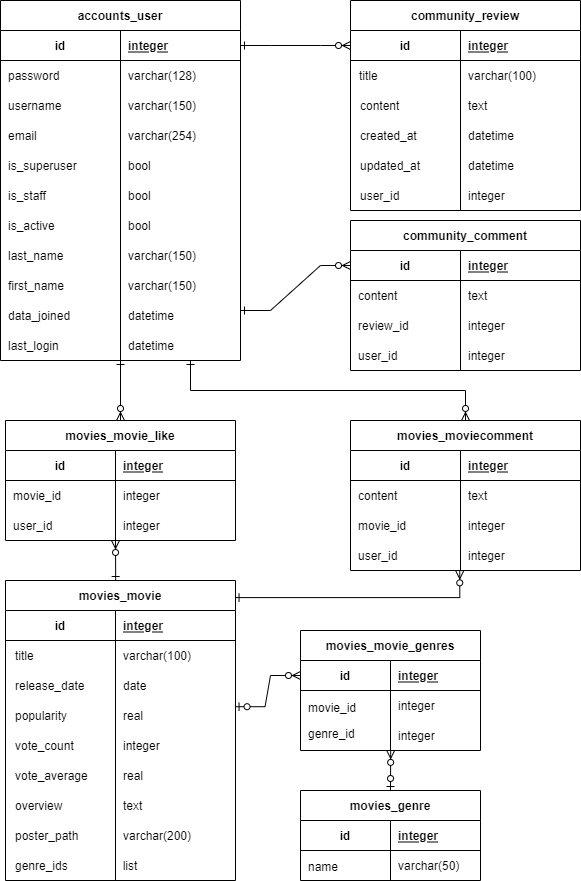 accounts_user
id integer
password varchar(128)
username varchar(150)
email varchar(254)
is_superuser bool
is_staff bool
is_active bool
last_name varchar(150)
first_name varchar(150)
data_joined datetime
last_login datetime
community_review
id integer
title varchar(100)
content text
created_at datetime
updated_at datetime
user_id integer
community_comment
id integer
content text
review_id integer
user_id integer
movies_movie_like
id integer
movie_id integer
user_id integer
movies_moviecomment
id integer
content text
movie_id integer
user_id integer
movies_movie
id integer
title varchar(100)
release_date date
popularity real
vote_count integer
vote_average real
overview text
poster_path varchar(200)
genre_ids list
movies_movie_genres
id integer
movie_id integer
genre_id integer
movies_genre
id integer
name varchar(50)